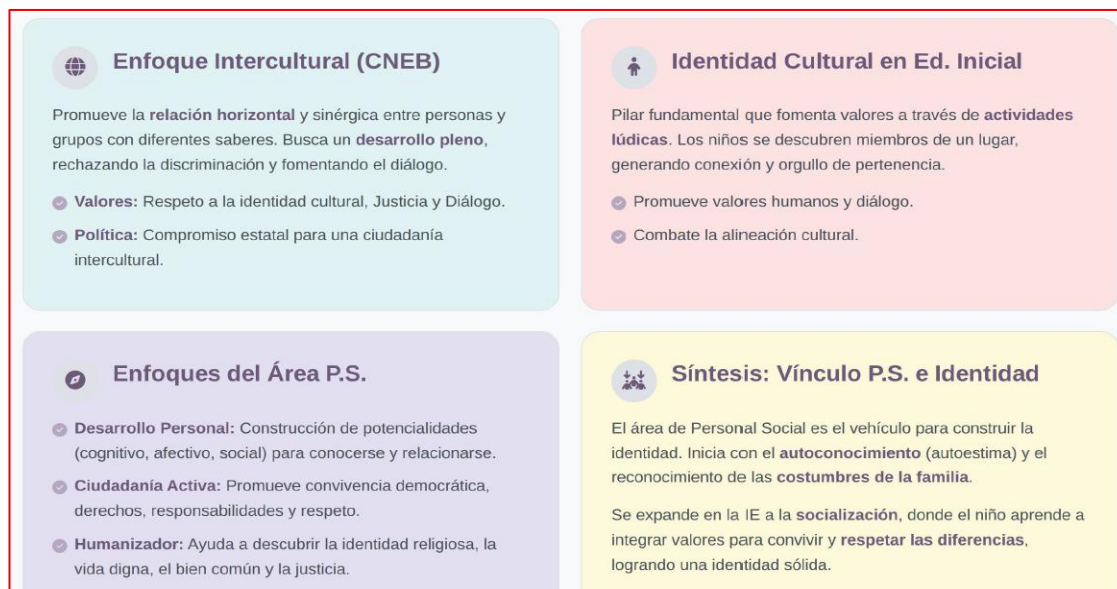 Enfoque Intercultural (CNEB)
Promueve la relación horizontal y sinérgica entre personas y
grupos con diferentes saberes. Busca un desarrollo pleno,
rechazando la discriminación y fomentando el diálogo.
Valores: Respeto a la identidad cultural, Justicia y Diálogo.
Política: Compromiso estatal para una ciudadanía
intercultural.
Identidad Cultural en Ed. Inicial
Pilar fundamental que fomenta valores a través de actividades
lúdicas. Los niños se descubren miembros de un lugar,
generando conexión y orgullo de pertenencia.
Promueve valores humanos y diálogo.
Combate la alineación cultural.
Enfoques del Área P.S.
Desarrollo Personal: Construcción de potencialidades
(cognitivo, afectivo, social) para conocerse y relacionarse.
Ciudadanía Activa: Promueve convivencia democrática,
derechos, responsabilidades y respeto.
Humanizador: Ayuda a descubrir la identidad religiosa, la
vida digna, el bien común y la justicia.
Síntesis: Vínculo P.S. e Identidad
El área de Personal Social es el vehículo para construir la
identidad. Inicia con el autoconocimiento (autoestima) y el
reconocimiento de las costumbres de la familia.
Se expande en la IE a la socialización, donde el niño aprende a
integrar valores para convivir y respetar las diferencias,
logrando una identidad sólida.